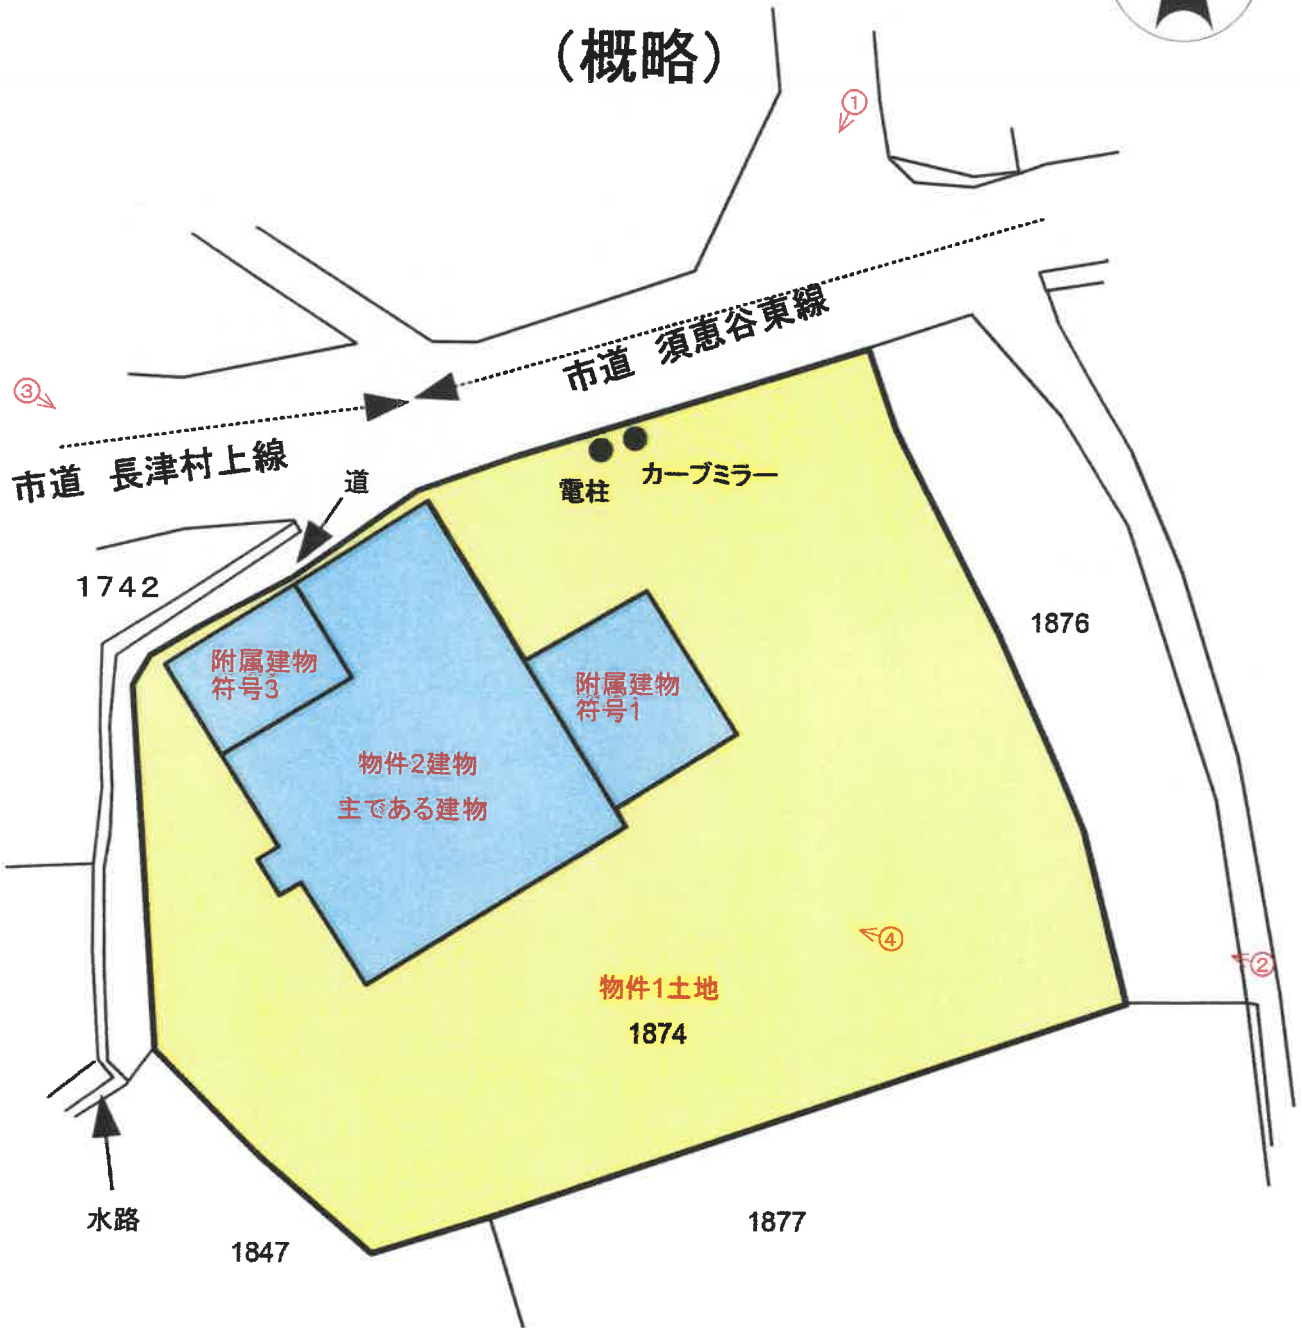 (概略)
①
市道 須恵谷東線
③
市道 長津村上線
道
電柱
カーブミラー
1742
1876
附属建物
符号3
附属建物
符号1
物件2建物
主である建物
④
②
物件1土地
1874
水路
1847
1877